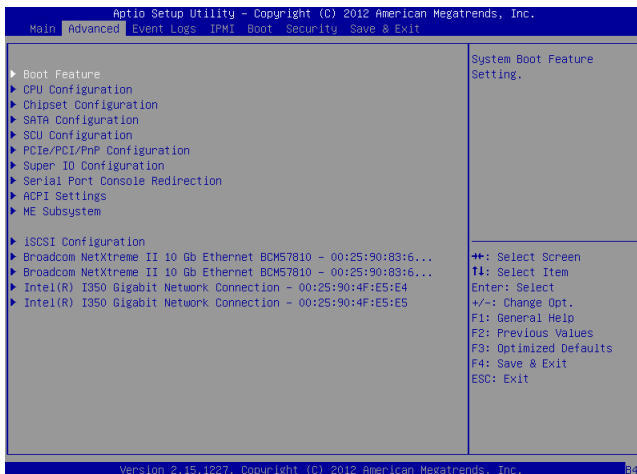 Aptio Setup Utility – Copyright (C) 2012 American Megatrends, Inc.
Main Advanced Event Logs IPMI Boot Security Save & Exit
Boot Feature
CPU Configuration
Chipset Configuration
SATA Configuration
SCU Configuration
PCIe/PCI/PnP Configuration
Super IO Configuration
Serial Port Console Redirection
ACPI Settings
ME Subsystem
iSCSI Configuration
Broadcom NetXtreme II 10 Gb Ethernet BCM57810 – 00:25:90:83:6...
Broadcom NetXtreme II 10 Gb Ethernet BCM57810 – 00:25:90:83:6...
Intel(R) I350 Gigabit Network Connection – 00:25:90:4F:E5:E4
Intel(R) I350 Gigabit Network Connection – 00:25:90:4F:E5:E5
System Boot Feature
Setting.
→←: Select Screen
↑↓: Select Item
Enter: Select
+/-: Change Opt.
F1: General Help
F2: Previous Values
F3: Optimized Defaults
F4: Save & Exit
ESC: Exit
Version 2.15.1227. Copyright (C) 2012 American Megatrends, Inc.
B4